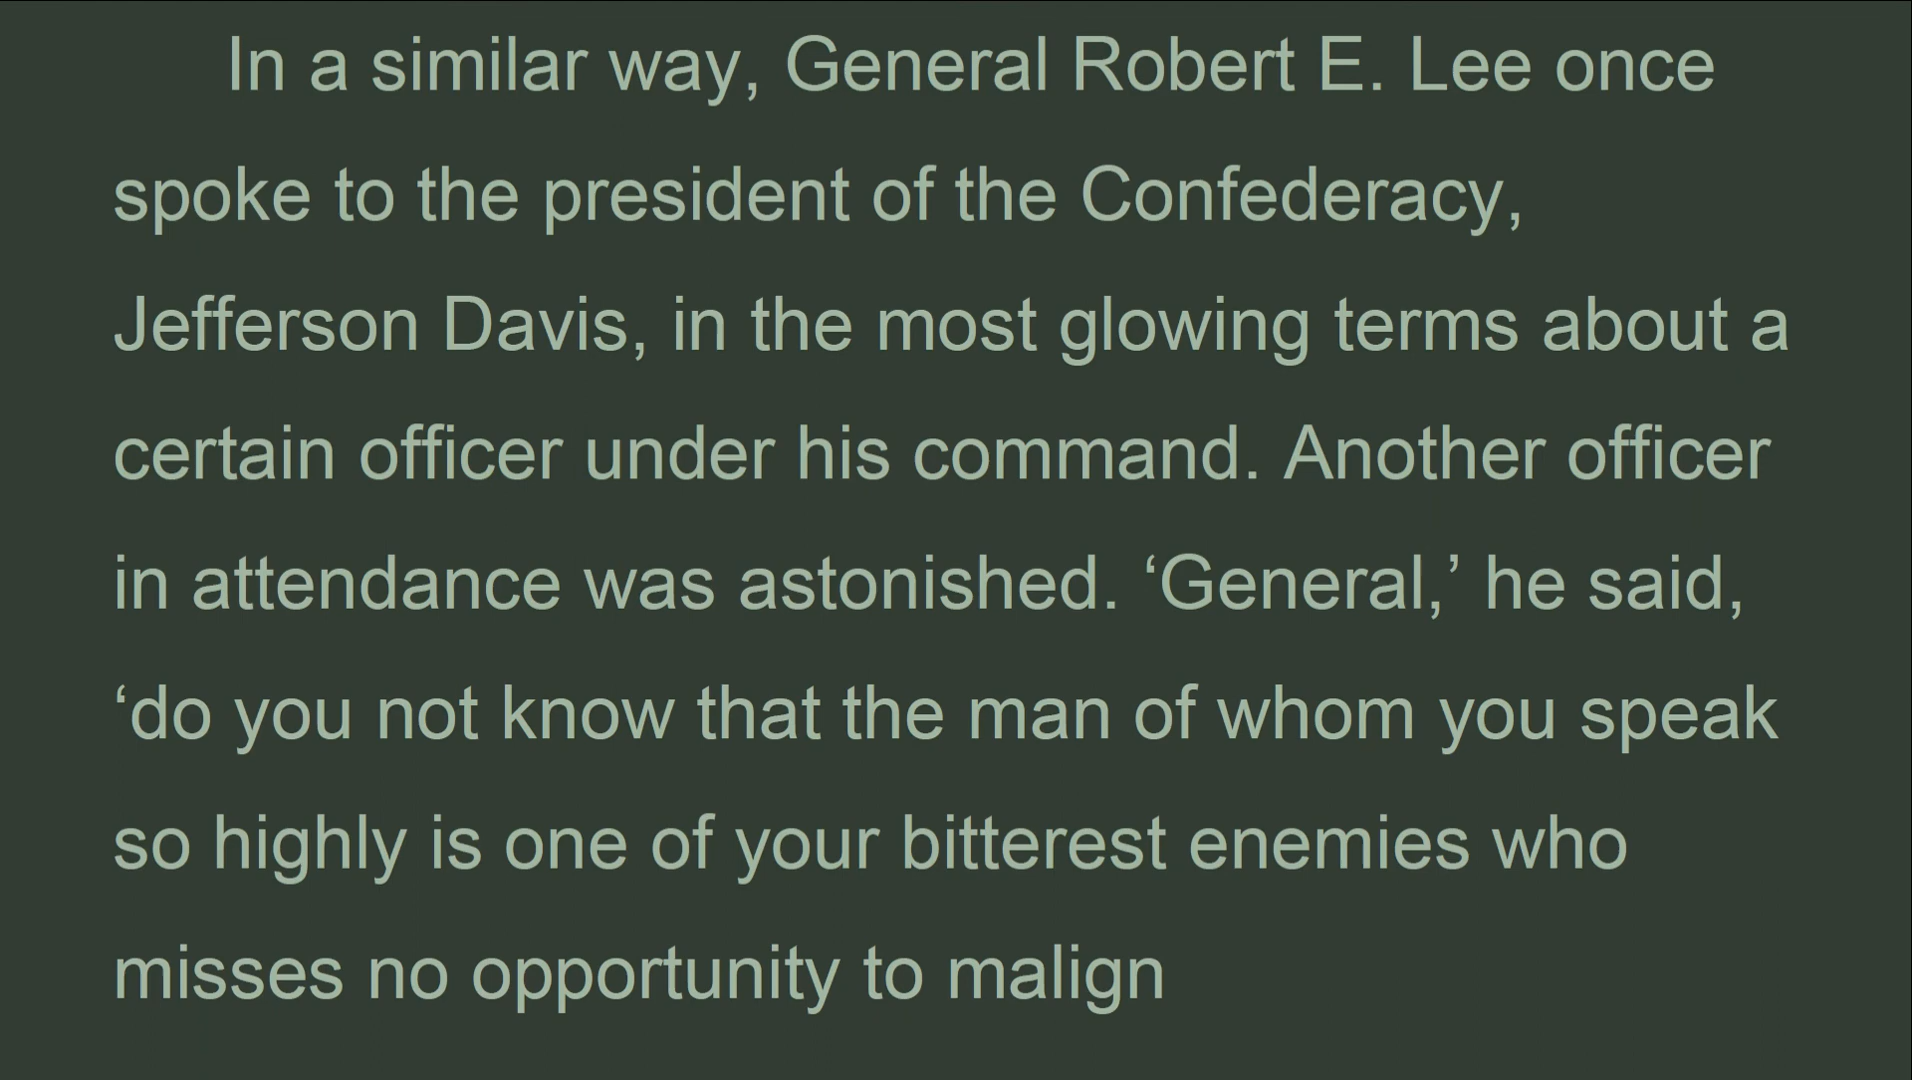 In a similar way, General Robert E. Lee once
spoke to the president of the Confederacy,
Jefferson Davis, in the most glowing terms about a
certain officer under his command. Another officer
in attendance was astonished. ‘General,’ he said,
‘do you not know that the man of whom you speak
so highly is one of your bitterest enemies who
misses no opportunity to malign